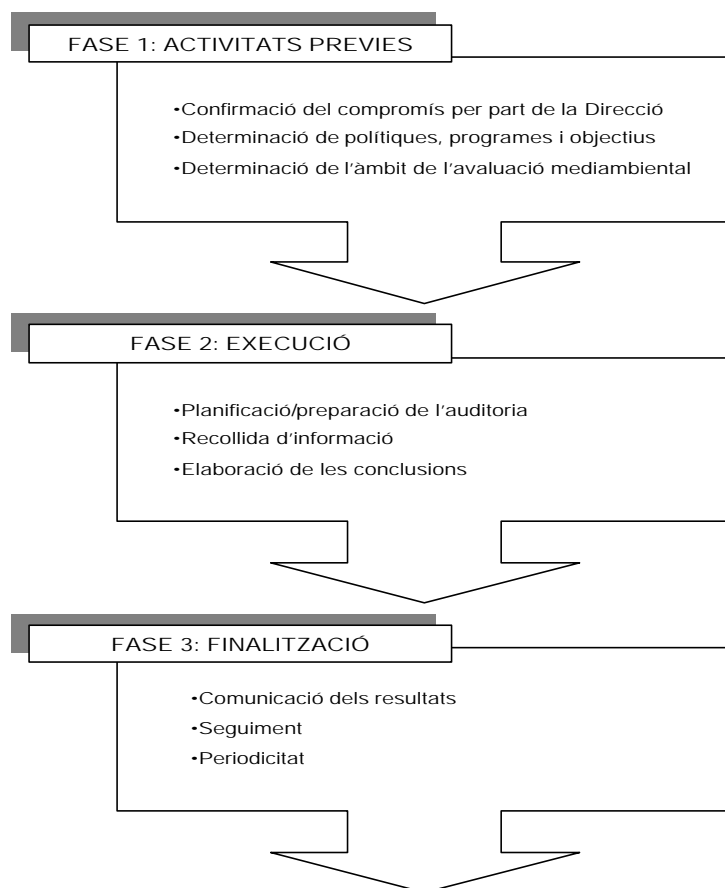 FASE 1: ACTIVITATS PREVIES
•Confirmació del compromís per part de la Direcció
•Determinació de polítiques, programes i objectius
•Determinació de l'àmbit de l'avaluació mediambiental
FASE 2: EXECUCIÓ
•Planificació/preparació de l'auditoria
•Recollida d'informació
•Elaboració de les conclusions
FASE 3: FINALITZACIÓ
•Comunicació dels resultats
•Seguiment
•Periodicitat